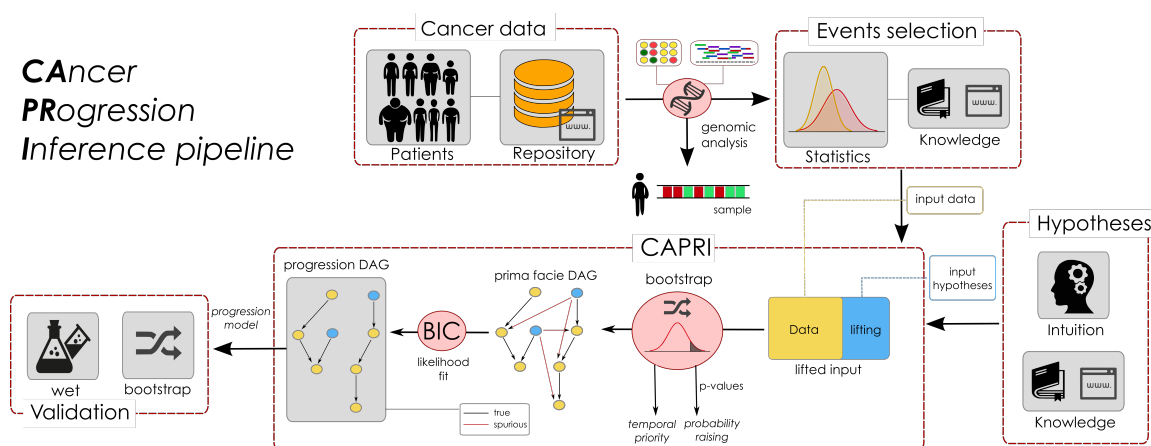 CAncer
PRogression
Inference pipeline
Cancer data
Patients
Repository
www.
genomic
analysis
sample
Events selection
Statistics
www.
Knowledge
input data
Hypotheses
input
hypotheses
Intuition
www.
Knowledge
CAPRI
progression DAG
prima facie DAG
bootstrap
BIC
likelihood
fit
Data
lifting
lifted input
p-values
temporal
priority
probability
raising
true
spurious
progression
model
wet
bootstrap
Validation